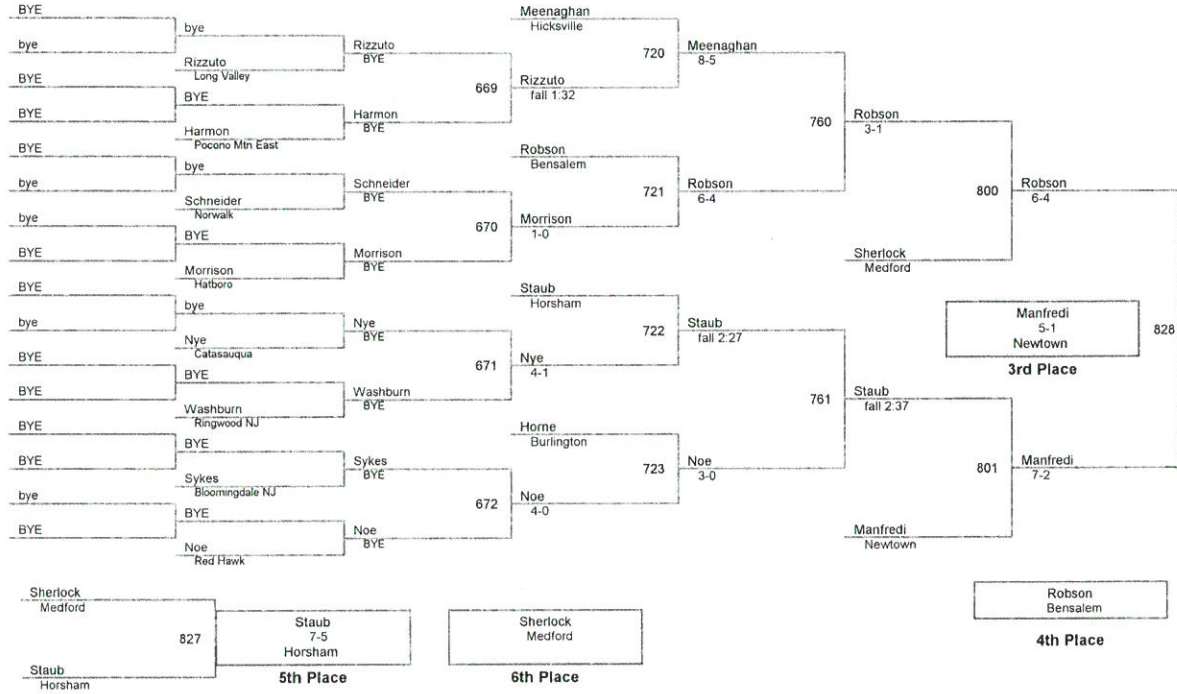 BYE
bye
BYE
BYE
BYE
bye
bye
BYE
BYE
bye
BYE
BYE
BYE
BYE
bye
BYE
bye
Rizzuto
Long Valley
BYE
Harmon
Pocono Mtn East
bye
Schneider
Norwalk
BYE
Morrison
Hatboro
bye
Nye
Catasauqua
BYE
Washburn
Ringwood NJ
BYE
Sykes
Bloomingdale NJ
BYE
Noe
Red Hawk
Rizzuto
BYE
669
Harmon
BYE
Schneider
BYE
670
Morrison
BYE
Nye
BYE
671
Washburn
BYE
Sykes
BYE
672
Noe
BYE
Meenaghan
Hicksville
720
Rizzuto
fall 1:32
Robson
Bensalem
721
Morrison
1-0
Staub
Horsham
722
Nye
4-1
Horne
Burlington
723
Noe
4-0
Meenaghan
8-5
760
Robson
6-4
Staub
fall 2:27
761
Noe
3-0
Robson
3-1
800
Sherlock
Medford
Staub
fall 2:37
801
Manfredi
Newtown
Robson
6-4
Manfredi
5-1
Newtown
828
3rd Place
Manfredi
7-2
Robson
Bensalem
4th Place
Sherlock
Medford
827
Staub
Horsham
Staub
7-5
Horsham
5th Place
Sherlock
Medford
6th Place